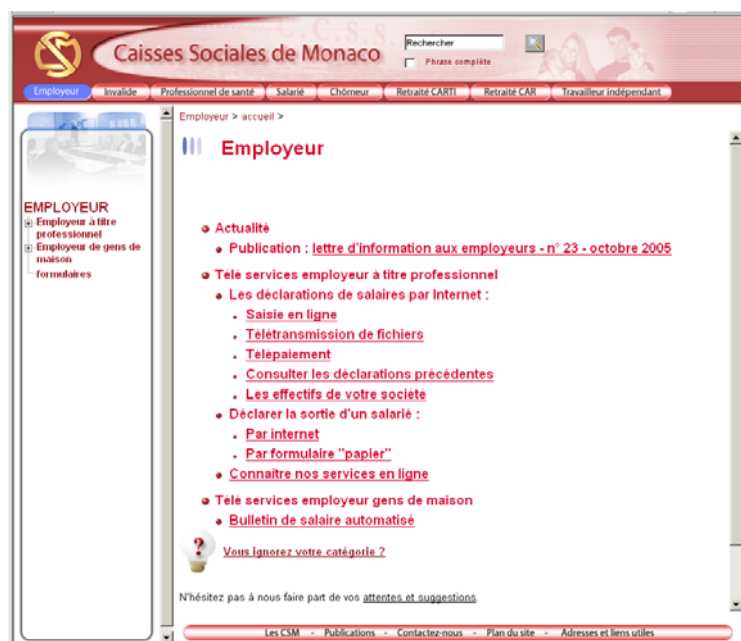 C.C.S.S.
Caisses Sociales de Monaco
Rechercher
Phrase complète
Employeur Invalide Professionnel de santé Salarié Chômeur Retraité CARTI Retraité CAR Travailleur indépendant
Employeur > accueil >
Employeur
EMPLOYEUR
Employeur à titre
professionnel
Employeur de gens de
maison
formulaires
Actualité
Publication : lettre d'information aux employeurs - n° 23 - octobre 2005
Télé services employeur à titre professionnel
Les déclarations de salaires par Internet :
Saisie en ligne
Télétransmission de fichiers
Télépaiement
Consulter les déclarations précédentes
Les effectifs de votre société
Déclarer la sortie d'un salarié :
Par internet
Par formulaire "papier"
Connaître nos services en ligne
Télé services employeur gens de maison
Bulletin de salaire automatisé
? Vous ignorez votre catégorie ?
N'hésitez pas à nous faire part de vos attentes et suggestions.
Les CSM - Publications - Contactez-nous - Plan du site - Adresses et liens utiles